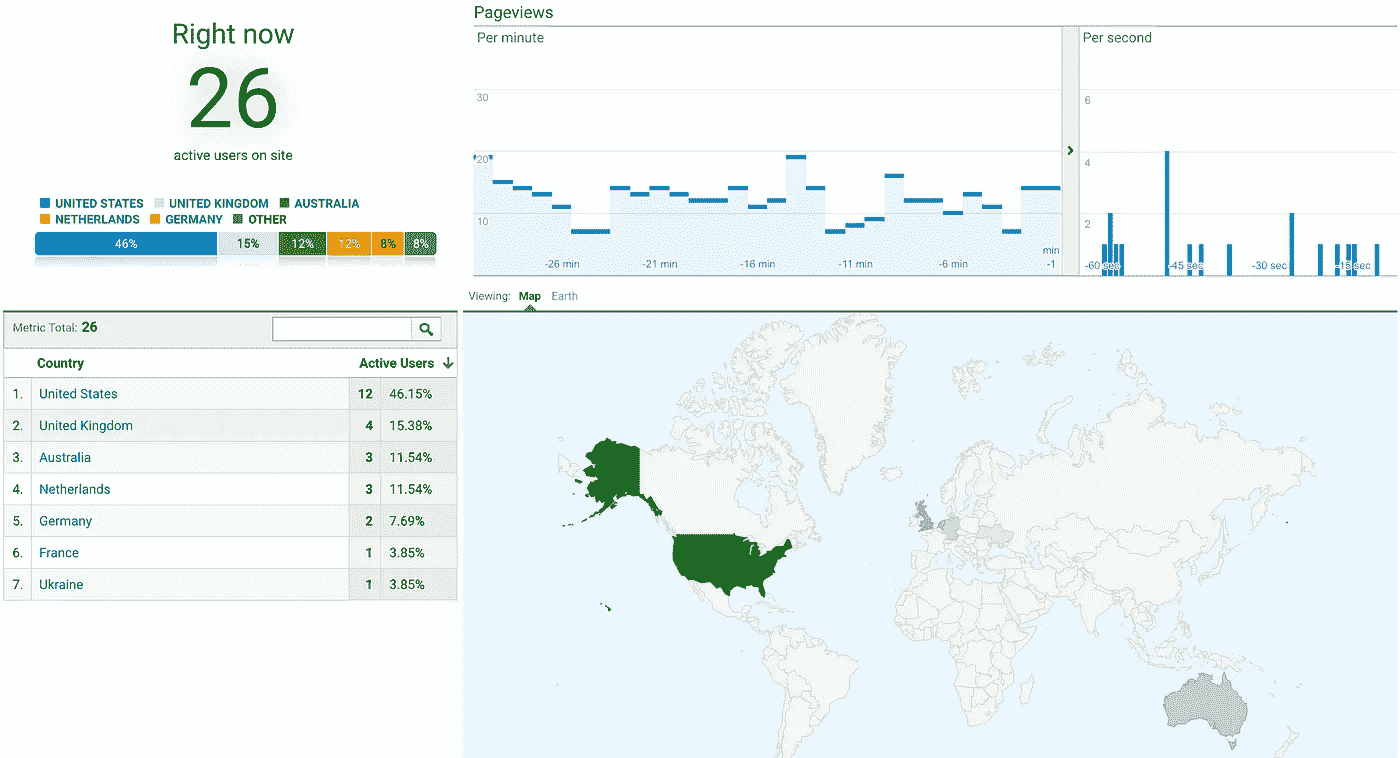 Right now
26
active users on site
UNITED STATES UNITED KINGDOM AUSTRALIA
NETHERLANDS GERMANY OTHER
46% 15% 12% 12% 8% 8%
Pageviews
Per minute
30
20
10
-26 min -21 min -16 min -11 min -6 min min
-1
Per second
6
4
2
-60 sec -45 sec -30 sec -15 sec
Viewing: Map Earth
Metric Total: 26
Country Active Users
1. United States 12 46.15%
2. United Kingdom 4 15.38%
3. Australia 3 11.54%
4. Netherlands 3 11.54%
5. Germany 2 7.69%
6. France 1 3.85%
7. Ukraine 1 3.85%